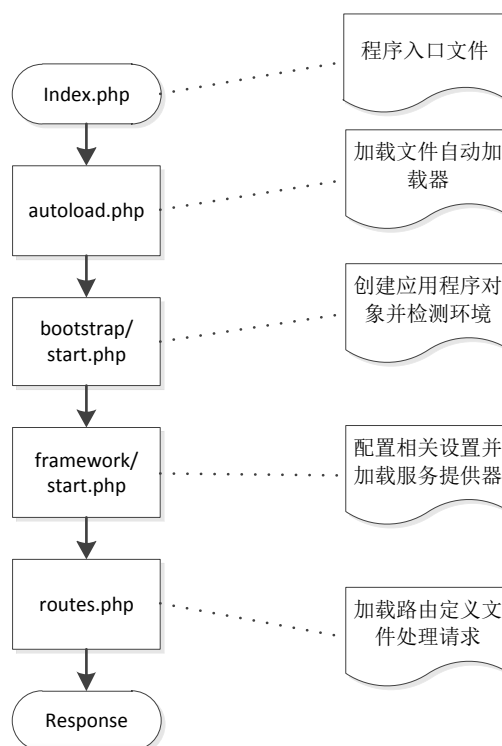 Index.php
程序入口文件
autoload.php
加载文件自动加
载器
bootstrap/
start.php
创建应用程序对
象并检测环境
framework/
start.php
配置相关设置并
加载服务提供器
routes.php
加载路由定义文
件处理请求
Response